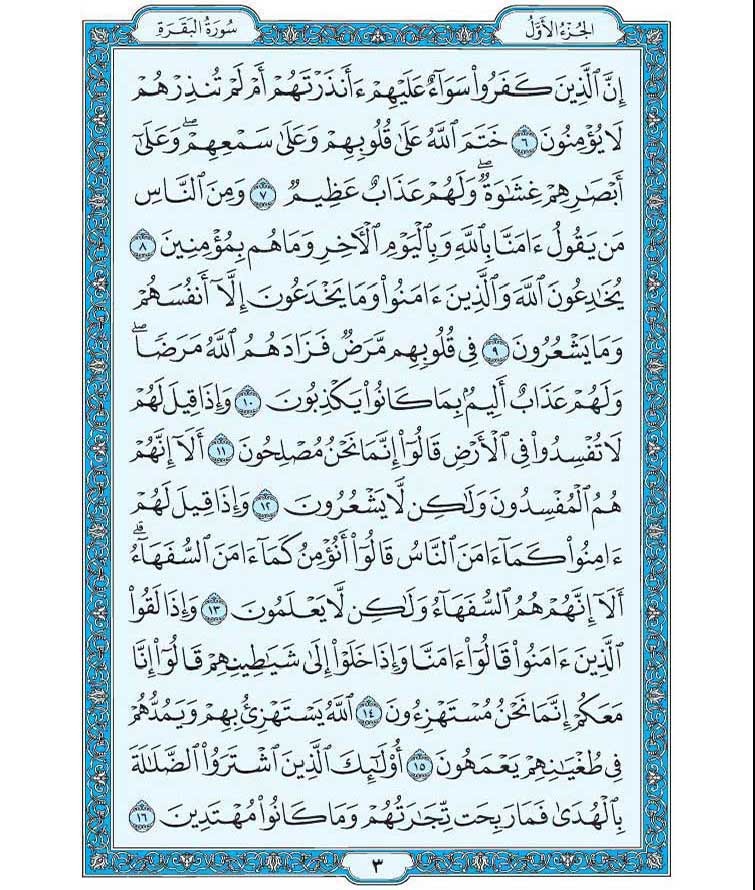 الجُزْءُ الأَوَّلُ
سُورَةُ البَقَرَةِ
إِنَّ ٱلَّذِينَ كَفَرُواْ سَوَآءٌ عَلَيْهِمْ ءَأَنذَرْتَهُمْ أَمْ لَمْ تُنذِرْهُمْ
لَا يُؤْمِنُونَ ٦ خَتَمَ ٱللَّهُ عَلَىٰ قُلُوبِهِمْ وَعَلَىٰ سَمْعِهِمْۖ وَعَلَىٰٓ
أَبْصَٰرِهِمْ غِشَٰوَةٌۖ وَلَهُمْ عَذَابٌ عَظِيمٌ ٧ وَمِنَ ٱلنَّاسِ
مَن يَقُولُ ءَامَنَّا بِٱللَّهِ وَبِٱلْيَوْمِ ٱلْأٓخِرِ وَمَا هُم بِمُؤْمِنِينَ ٨
يُخَٰدِعُونَ ٱللَّهَ وَٱلَّذِينَ ءَامَنُواْ وَمَا يَخْدَعُونَ إِلَّآ أَنفُسَهُمْ
وَمَا يَشْعُرُونَ ٩ فِي قُلُوبِهِم مَّرَضٌ فَزَادَهُمُ ٱللَّهُ مَرَضًاۖ
وَلَهُمْ عَذَابٌ أَلِيمٌۢ بِمَا كَانُواْ يَكْذِبُونَ ١٠ وَإِذَا قِيلَ لَهُمْ
لَا تُفْسِدُواْ فِي ٱلْأَرْضِ قَالُوٓاْ إِنَّمَا نَحْنُ مُصْلِحُونَ ١١ أَلَآ إِنَّهُمْ
هُمُ ٱلْمُفْسِدُونَ وَلَٰكِن لَّا يَشْعُرُونَ ١٢ وَإِذَا قِيلَ لَهُمْ
ءَامِنُواْ كَمَآ ءَامَنَ ٱلنَّاسُ قَالُوٓاْ أَنُؤْمِنُ كَمَآ ءَامَنَ ٱلسُّفَهَآءُۗ
أَلَآ إِنَّهُمْ هُمُ ٱلسُّفَهَآءُ وَلَٰكِن لَّا يَعْلَمُونَ ١٣ وَإِذَا لَقُواْ
ٱلَّذِينَ ءَامَنُواْ قَالُوٓاْ ءَامَنَّا وَإِذَا خَلَوْاْ إِلَىٰ شَيَٰطِينِهِمْ قَالُوٓاْ إِنَّا
مَعَكُمْ إِنَّمَا نَحْنُ مُسْتَهْزِءُونَ ١٤ ٱللَّهُ يَسْتَهْزِئُ بِهِمْ وَيَمُدُّهُمْ
فِي طُغْيَٰنِهِمْ يَعْمَهُونَ ١٥ أُوْلَٰٓئِكَ ٱلَّذِينَ ٱشْتَرَوُاْ ٱلضَّلَٰلَةَ
بِٱلْهُدَىٰ فَمَا رَبِحَت تِّجَٰرَتُهُمْ وَمَا كَانُواْ مُهْتَدِينَ ١٦
٣